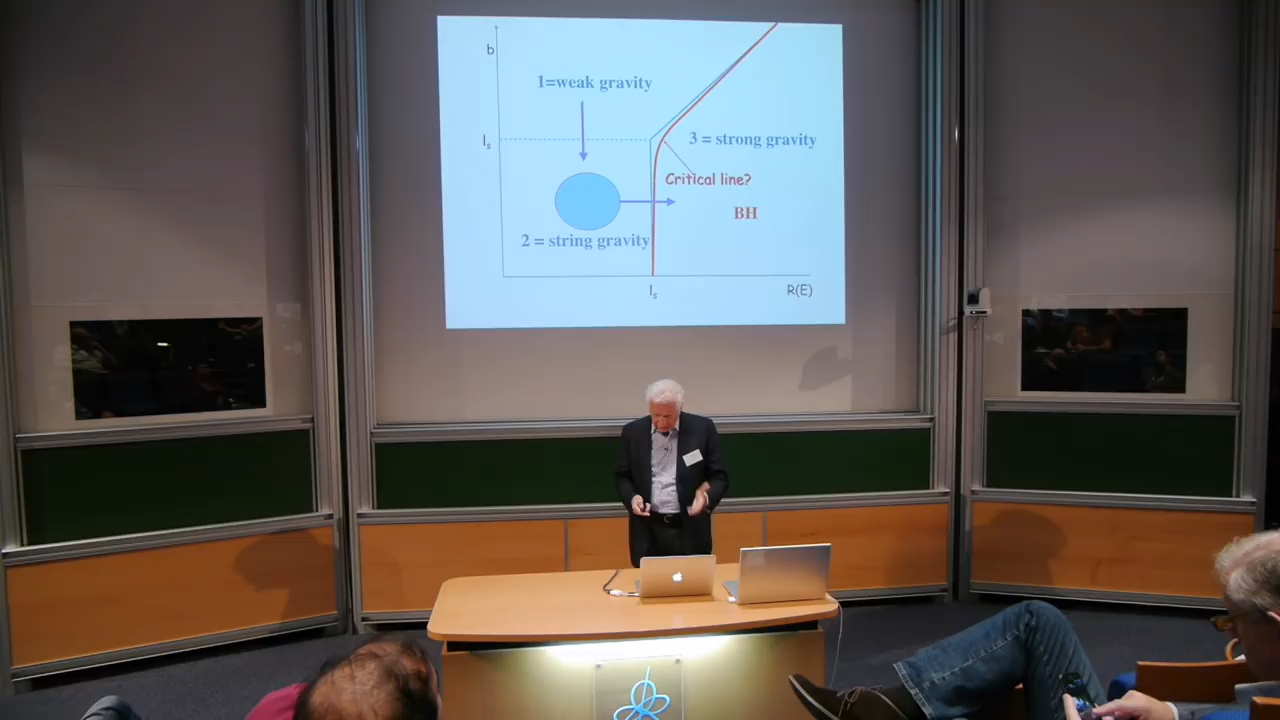 b
1=weak gravity
ls
3 = strong gravity
Critical line?
BH
2 = string gravity
ls
R(E)